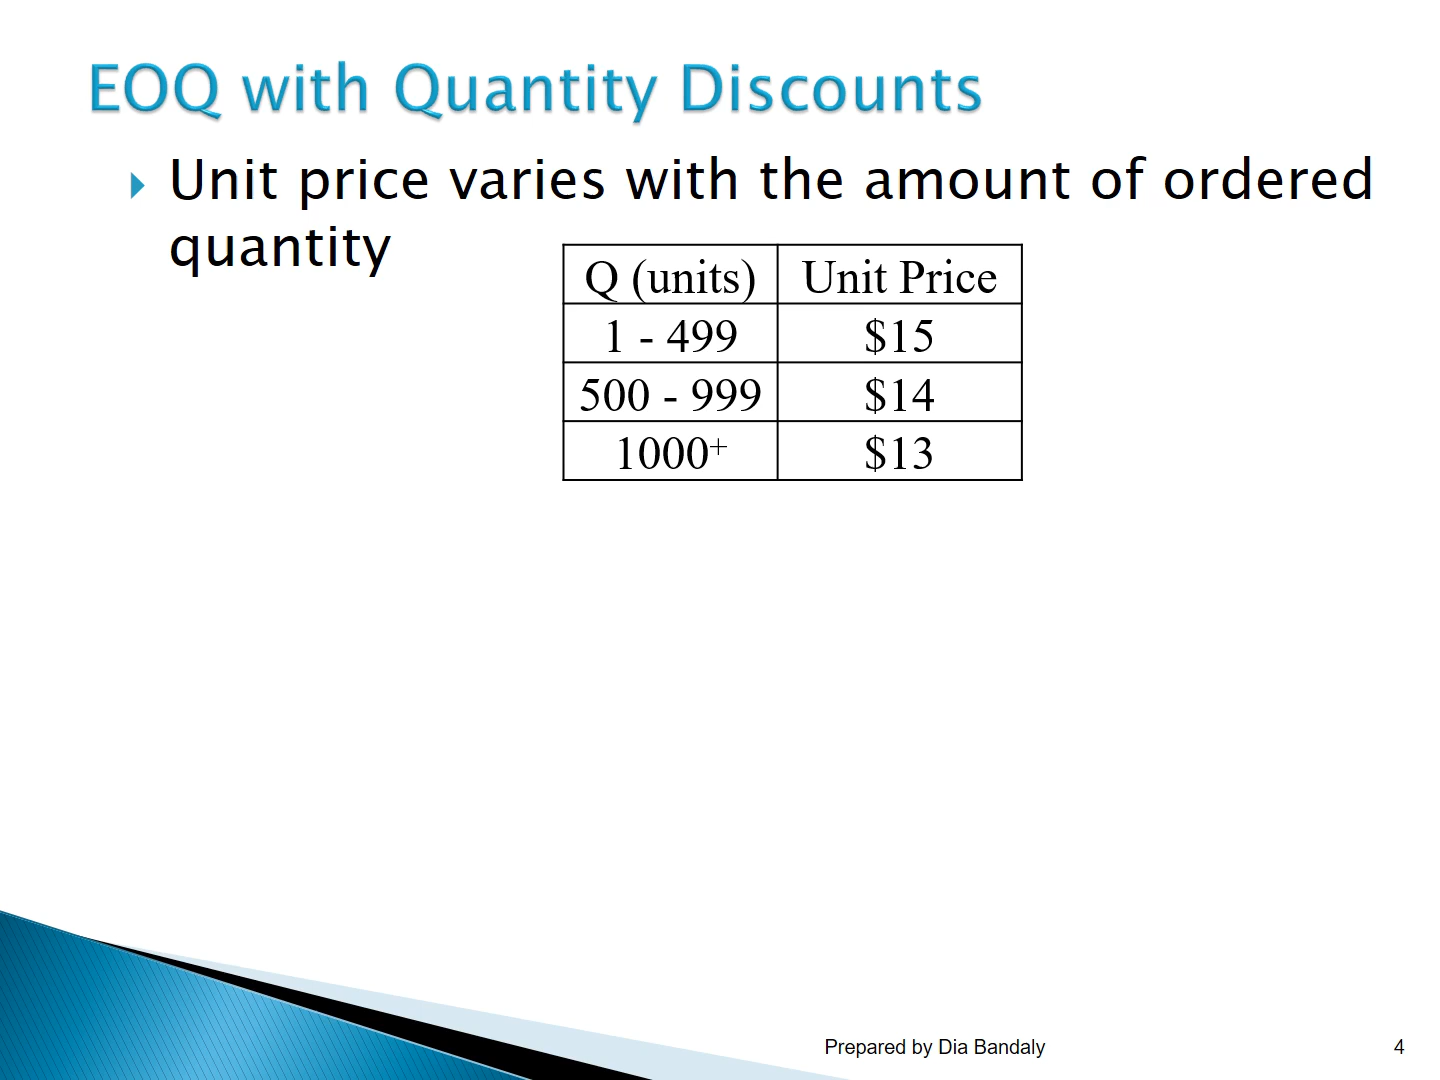 EOQ with Quantity Discounts
Unit price varies with the amount of ordered
quantity
Q (units) Unit Price
1 - 499 $15
500 - 999 $14
1000+ $13
Prepared by Dia Bandaly 4